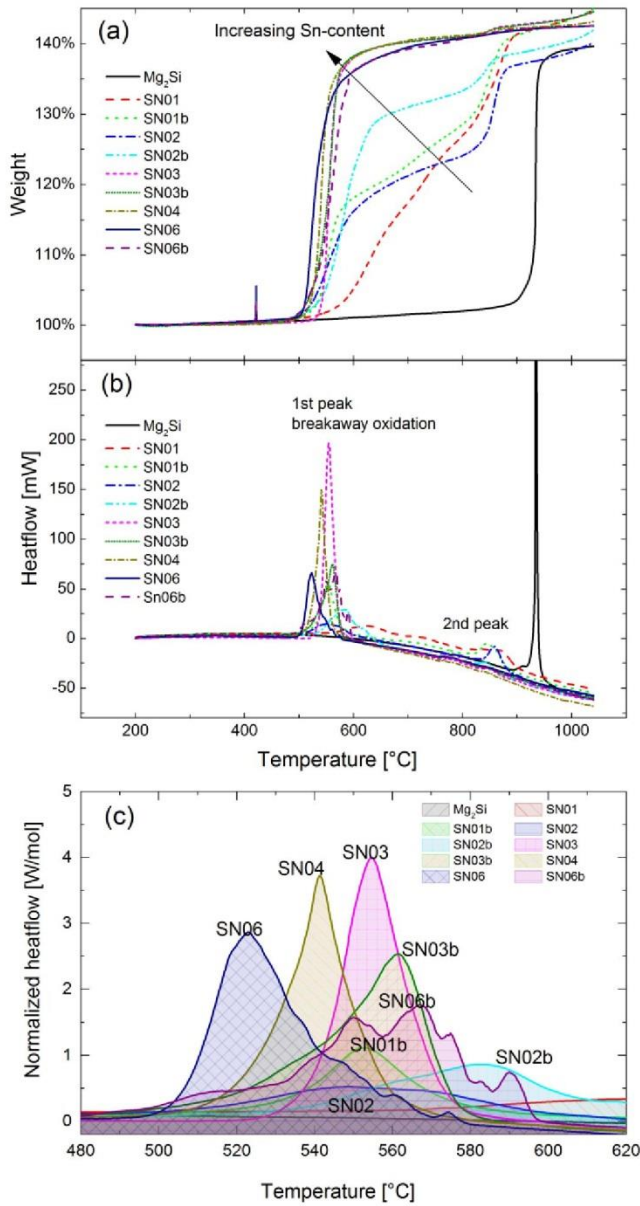 (a)
Increasing Sn-content
Mg₂Si
SN01
SN01b
SN02
SN02b
SN03
SN03b
SN04
SN06
SN06b
140%
130%
120%
110%
100%
Weight
(b)
1st peak
breakaway oxidation
Mg₂Si
SN01
SN01b
SN02
SN02b
SN03
SN03b
SN04
SN06
Sn06b
2nd peak
250
200
150
100
50
0
-50
Heatflow [mW]
200 400 600 800 1000
Temperature [°C]
(c)
Mg₂Si SN01
SN01b SN02
SN02b SN03
SN03b SN04
SN06 SN06b
SN03
SN04
SN06
SN03b
SN06b
SN01b
SN02b
SN02
5
4
3
2
1
0
Normalized heatflow [W/mol]
480 500 520 540 560 580 600 620
Temperature [°C]